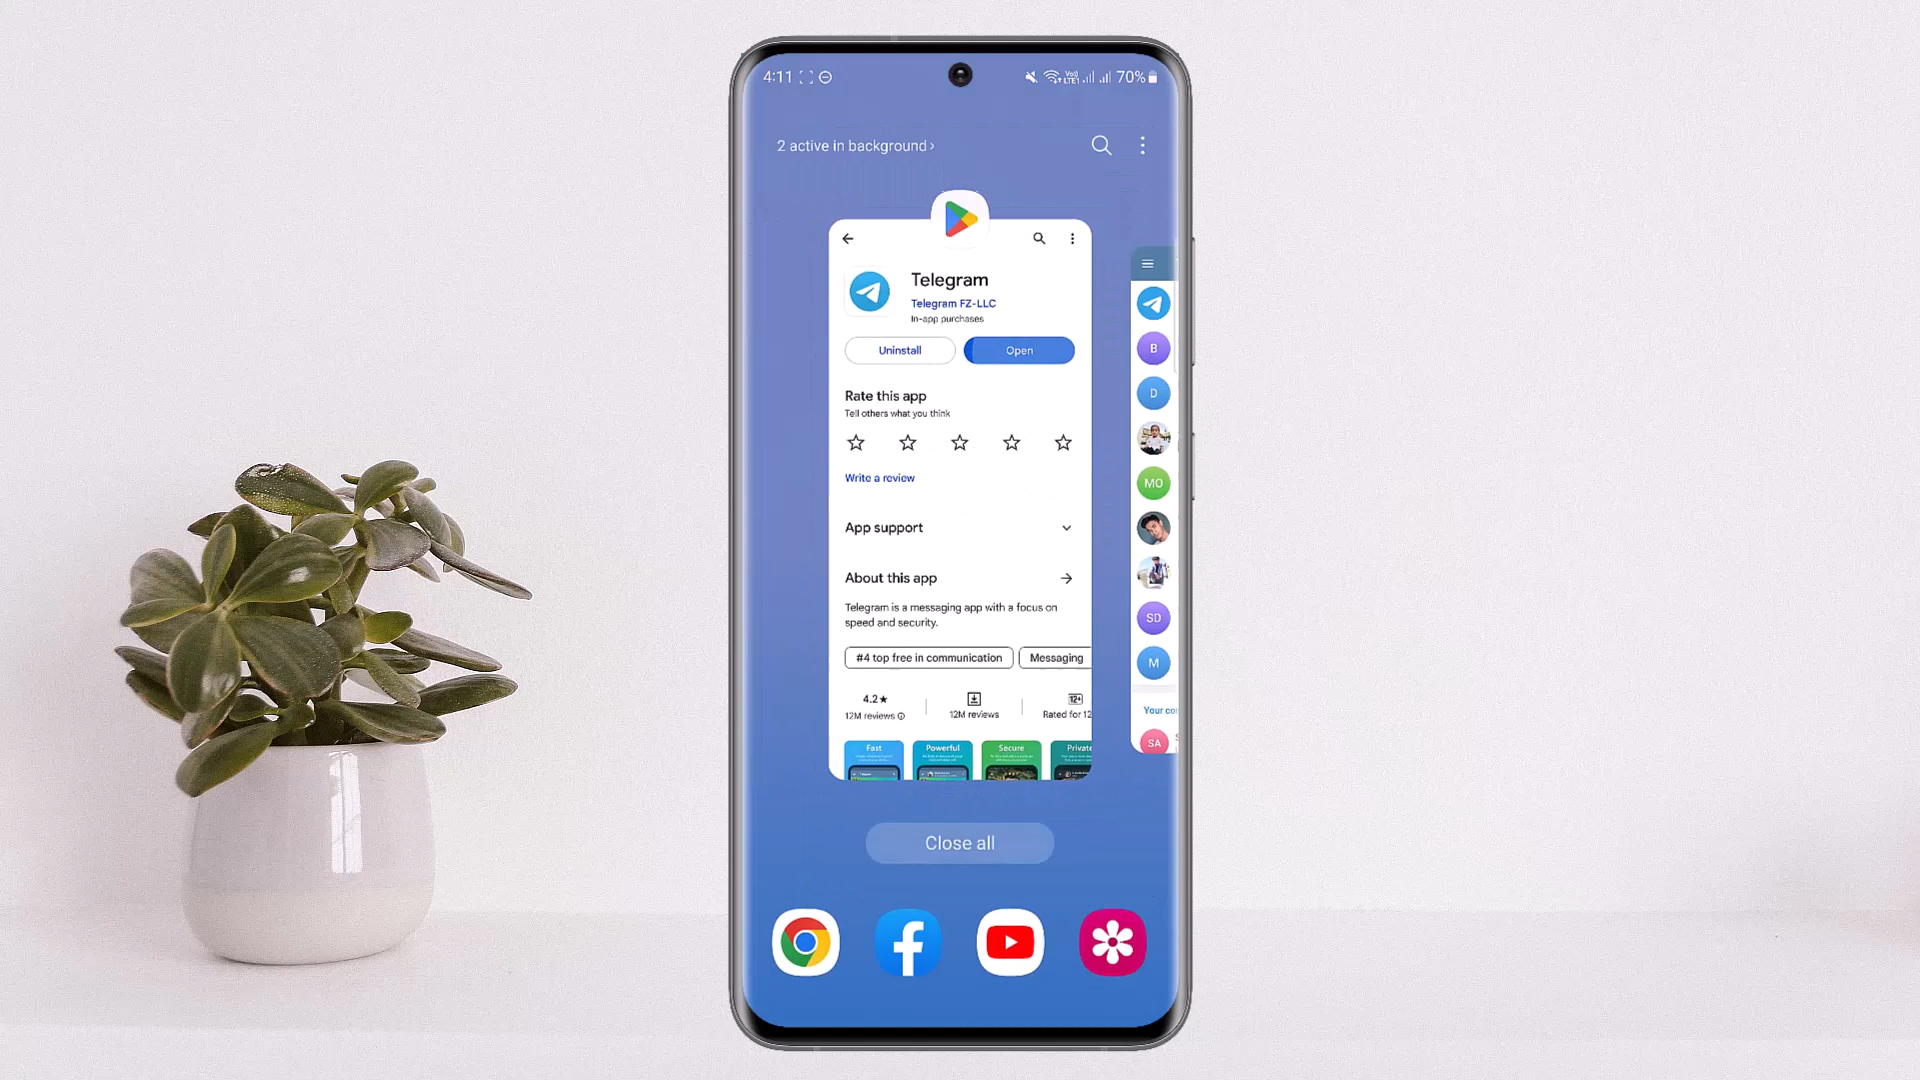 4:11
70%
2 active in background ›
Telegram
Telegram FZ-LLC
In-app purchases
Uninstall
Open
Rate this app
Tell others what you think
Write a review
App support
About this app
Telegram is a messaging app with a focus on
speed and security.
#4 top free in communication
Messaging
4.2★
12M reviews
12M reviews
12+
Rated for 12
Fast
Powerful
Secure
Private
B
D
MO
SD
M
Your co
SA
Close all